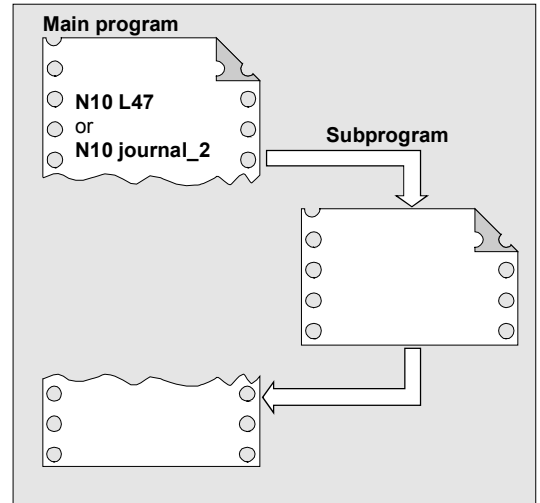 Main program
N10 L47
or
N10 journal_2
Subprogram